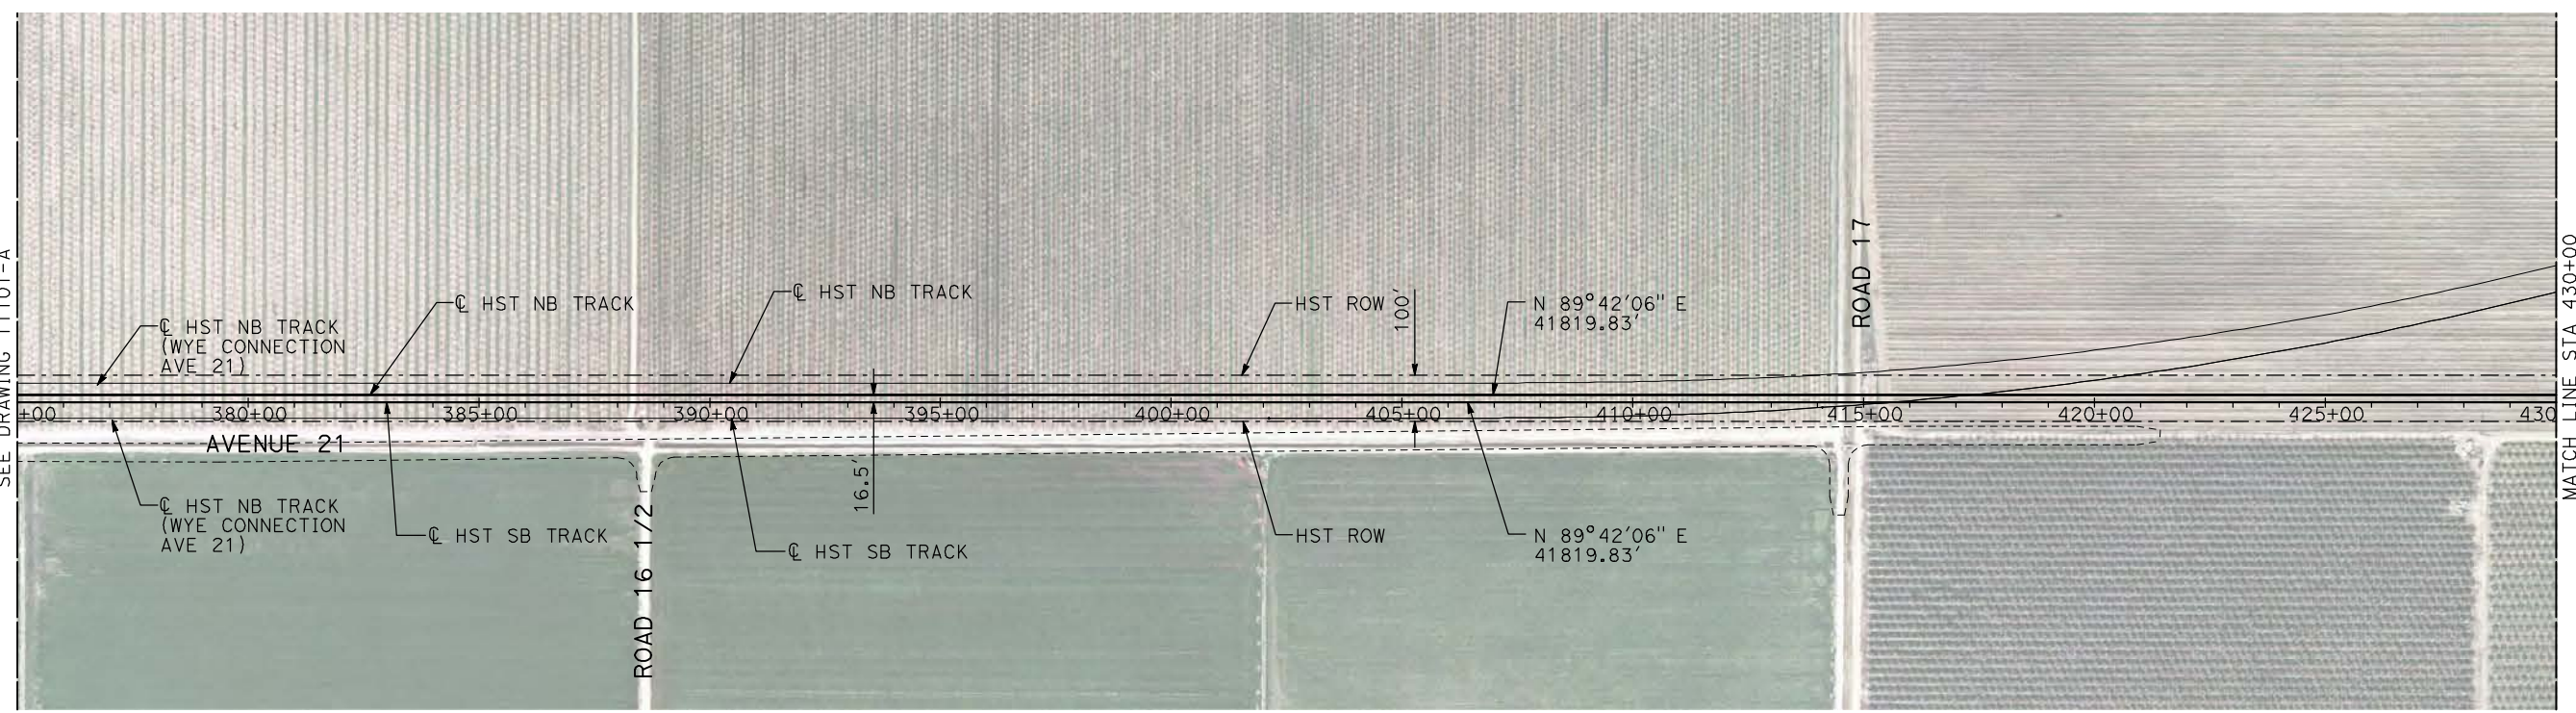 SEE DRAWING TT1101-A
℄ HST NB TRACK
(WYE CONNECTION
AVE 21)
℄ HST NB TRACK
℄ HST NB TRACK
HST ROW
100'
N 89°42'06" E
41819.83'
ROAD 17
MATCH LINE STA 430+00
+00
380+00
385+00
390+00
395+00
400+00
405+00
410+00
415+00
420+00
425+00
430
AVENUE 21
℄ HST NB TRACK
(WYE CONNECTION
AVE 21)
℄ HST SB TRACK
ROAD 16 1/2
℄ HST SB TRACK
16.5'
HST ROW
N 89°42'06" E
41819.83'